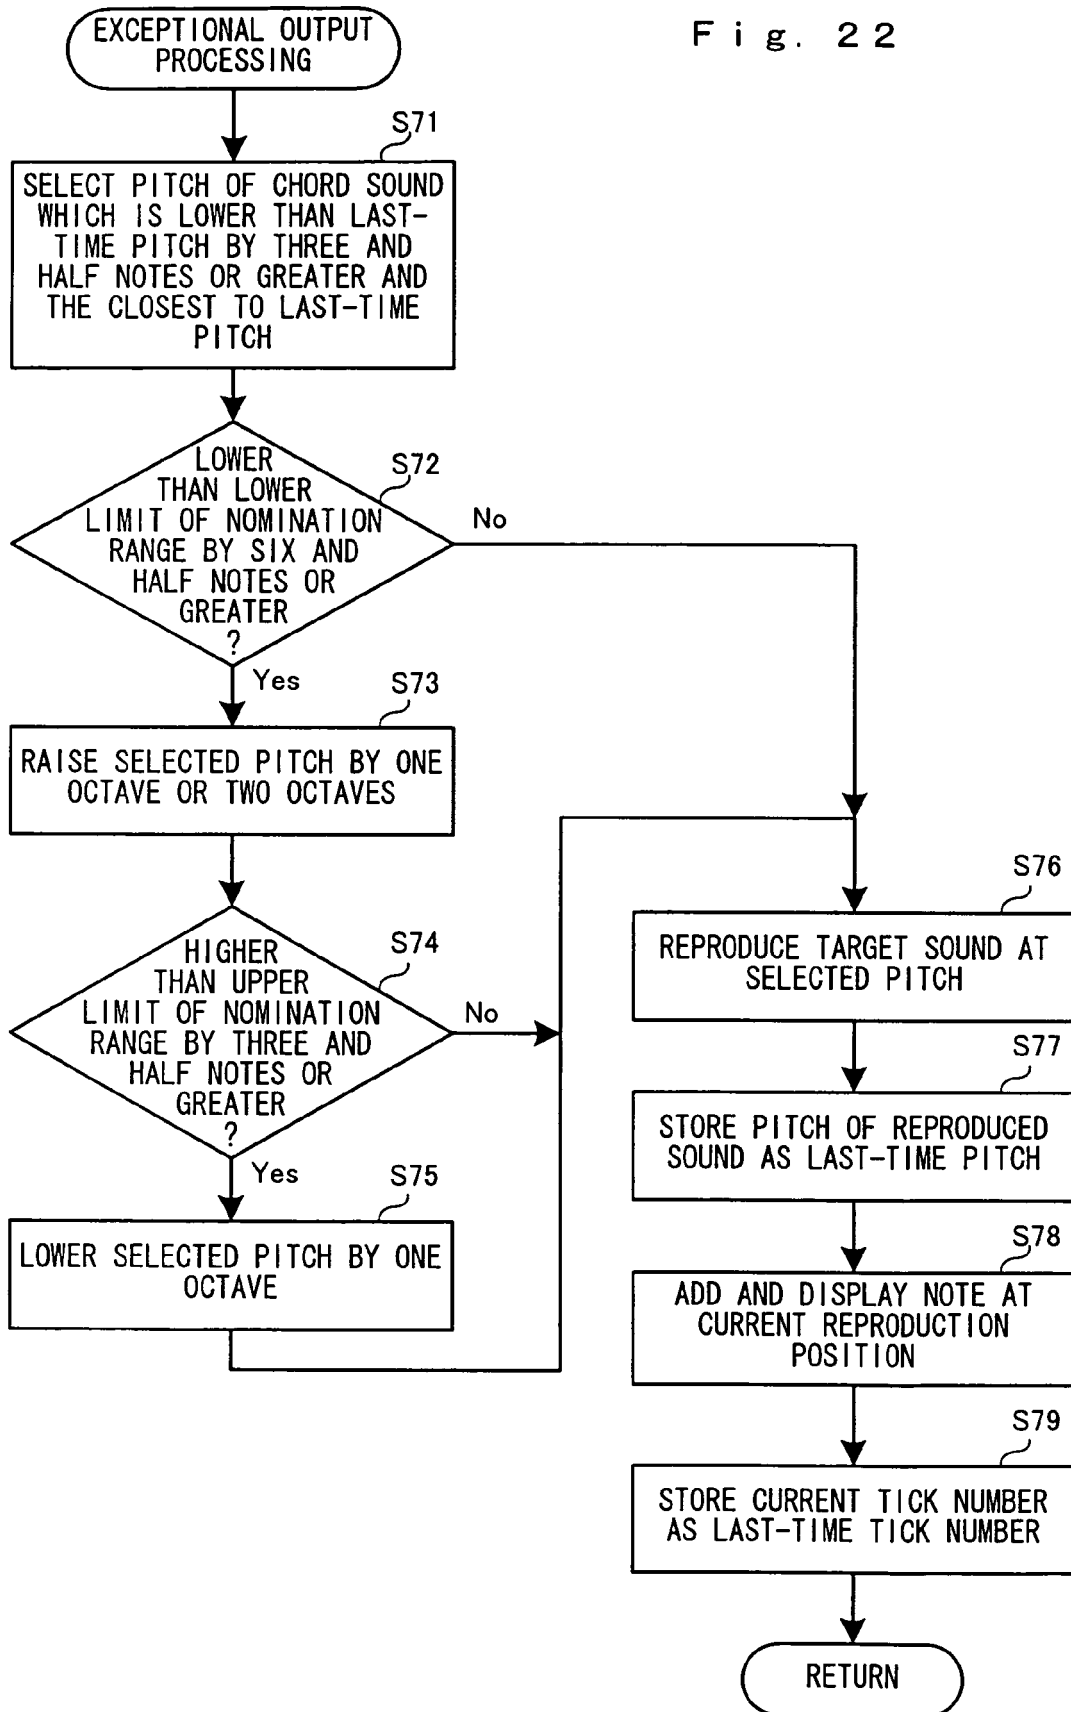 Fig. 22
EXCEPTIONAL OUTPUT
PROCESSING
S71
SELECT PITCH OF CHORD SOUND
WHICH IS LOWER THAN LAST-
TIME PITCH BY THREE AND
HALF NOTES OR GREATER AND
THE CLOSEST TO LAST-TIME
PITCH
S72
LOWER
THAN LOWER
LIMIT OF NOMINATION
RANGE BY SIX AND
HALF NOTES OR
GREATER
?
No
Yes
S73
RAISE SELECTED PITCH BY ONE
OCTAVE OR TWO OCTAVES
S74
HIGHER
THAN UPPER
LIMIT OF NOMINATION
RANGE BY THREE AND
HALF NOTES OR
GREATER
?
No
Yes
S75
LOWER SELECTED PITCH BY ONE
OCTAVE
S76
REPRODUCE TARGET SOUND AT
SELECTED PITCH
S77
STORE PITCH OF REPRODUCED
SOUND AS LAST-TIME PITCH
S78
ADD AND DISPLAY NOTE AT
CURRENT REPRODUCTION
POSITION
S79
STORE CURRENT TICK NUMBER
AS LAST-TIME TICK NUMBER
RETURN